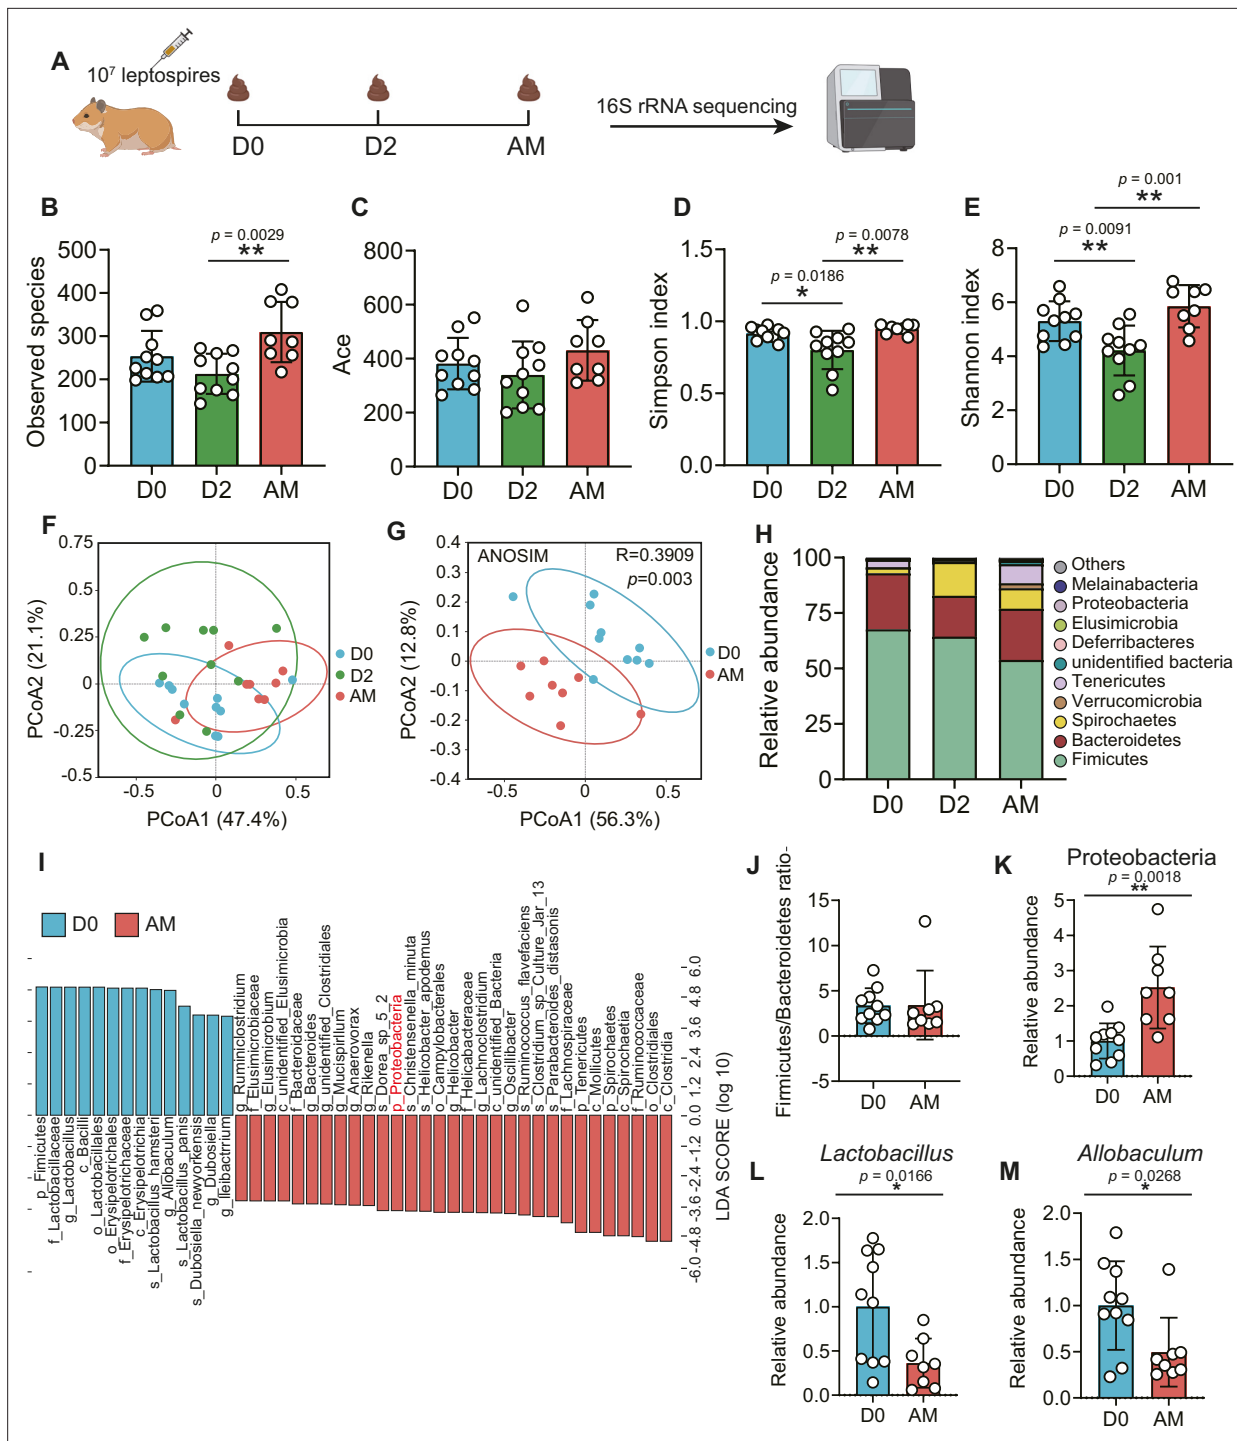 A
10⁷ leptospires
D0
D2
AM
16S rRNA sequencing
B
p = 0.0029
**
Observed species
500
400
300
200
100
0
D0
D2
AM
C
Ace
800
600
400
200
0
D0
D2
AM
D
p = 0.0078
**
p = 0.0186
*
Simpson index
1.5
1.0
0.5
0.0
D0
D2
AM
E
p = 0.001
**
p = 0.0091
**
Shannon index
8
6
4
2
0
D0
D2
AM
F
PCoA2 (21.1%)
0.75
0.5
0.25
0
-0.25
-0.5
-0.5
0
0.5
PCoA1 (47.4%)
D0
D2
AM
G
ANOSIM
R=0.3909
p=0.003
PCoA2 (12.8%)
0.4
0.3
0.2
0.1
0
-0.1
-0.2
-0.3
-0.4
-0.5
0
0.5
PCoA1 (56.3%)
D0
AM
H
Relative abundance
100
75
50
25
0
D0
D2
AM
Others
Melainabacteria
Proteobacteria
Elusimicrobia
Deferribacteres
unidentified bacteria
Tenericutes
Verrucomicrobia
Spirochaetes
Bacteroidetes
Fimicutes
I
D0
AM
p_Fimicutes
f_Lactobacillaceae
g_Lactobacillus
c_Bacilli
o_Lactobacillales
o_Erysipelotrichales
f_Erysipelotrichaceae
c_Erysipelotrichia
s_Lactobacillus_hamsterii
g_Allobaculum
s_Lactobacillus_panis
s_Dubosiella_newyorkensis
g_Dubosiella
g_Ileibactrrium
g_Ruminiclostridium
f_Elusimicrobiaceae
g_Elusimicrobium
c_unidentified_Elusimicrobia
f_Bacteroidaceae
g_Bacteroides
g_unidentified_Clostridiales
g_Mucispirllum
g_Anaerovorax
g_Rikenella
s_Dorea_sp_5_2
p_Proteobacteria
s_Christensenella_minuta
s_Helicobacter_apodemus
o_Campylobacterales
g_Helicobacter
f_Helicabacteraceae
g_Lachnoclostridium
c_unidentified_Bacteria
g_Oscillibacter
s_Ruminococcus_flavefaciens
s_Clostridium_sp_Culture_Jar_13
s_Parabacteroides_distasonis
f_Lachnospiraceae
p_Tenericutes
c_Mollicutes
p_Spirochaetes
c_Spirochaetia
f_Ruminoccaceae
o_Clostridiales
c_Clostridia
6.0
4.8
3.6
2.4
1.2
0.0
-1.2
-2.4
-3.6
-4.8
-6.0
LDA SCORE (log 10)
J
Firmicutes/Bacteroidetes ratio
15
10
5
0
-5
D0
AM
K
Proteobacteria
p = 0.0018
**
Relative abundance
5
4
3
2
1
0
D0
AM
L
Lactobacillus
p = 0.0166
*
Relative abundance
2.0
1.5
1.0
0.5
0.0
D0
AM
M
Allobaculum
p = 0.0268
*
Relative abundance
2.0
1.5
1.0
0.5
0.0
D0
AM